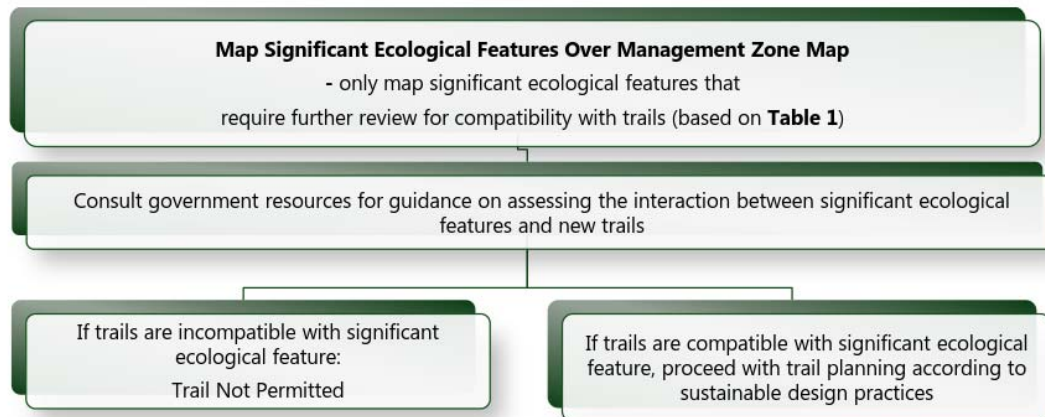 Map Significant Ecological Features Over Management Zone Map
- only map significant ecological features that
require further review for compatibility with trails (based on Table 1)
Consult government resources for guidance on assessing the interaction between significant ecological
features and new trails
If trails are incompatible with significant
ecological feature:
Trail Not Permitted
If trails are compatible with significant ecological
feature, proceed with trail planning according to
sustainable design practices